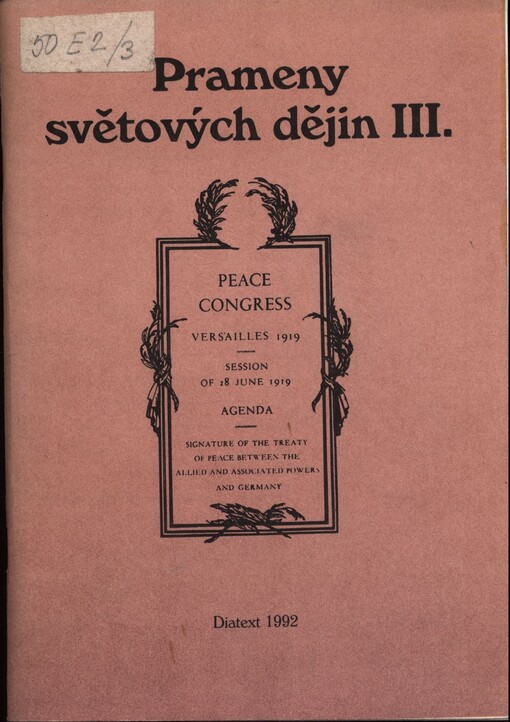 50 E 2/3
Prameny
světových dějin III.
PEACE
CONGRESS
VERSAILLES 1919
SESSION
OF 28 JUNE 1919
AGENDA
SIGNATURE OF THE TREATY
OF PEACE BETWEEN THE
ALLIED AND ASSOCIATED POWERS
AND GERMANY
Diatext 1992